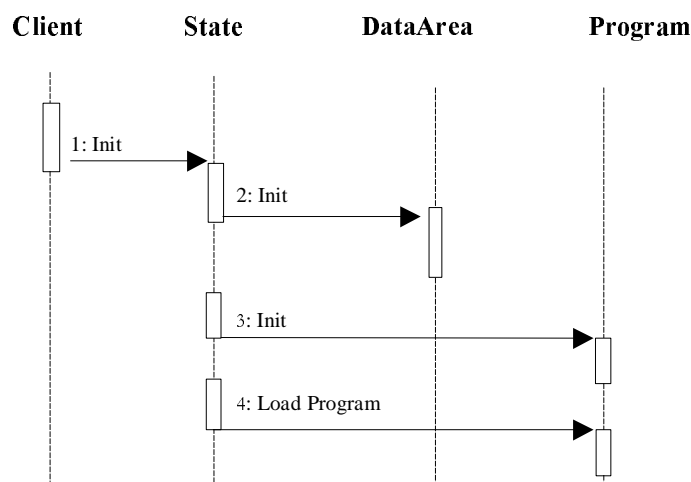 Client State DataArea Program
1: Init
2: Init
3: Init
4: Load Program